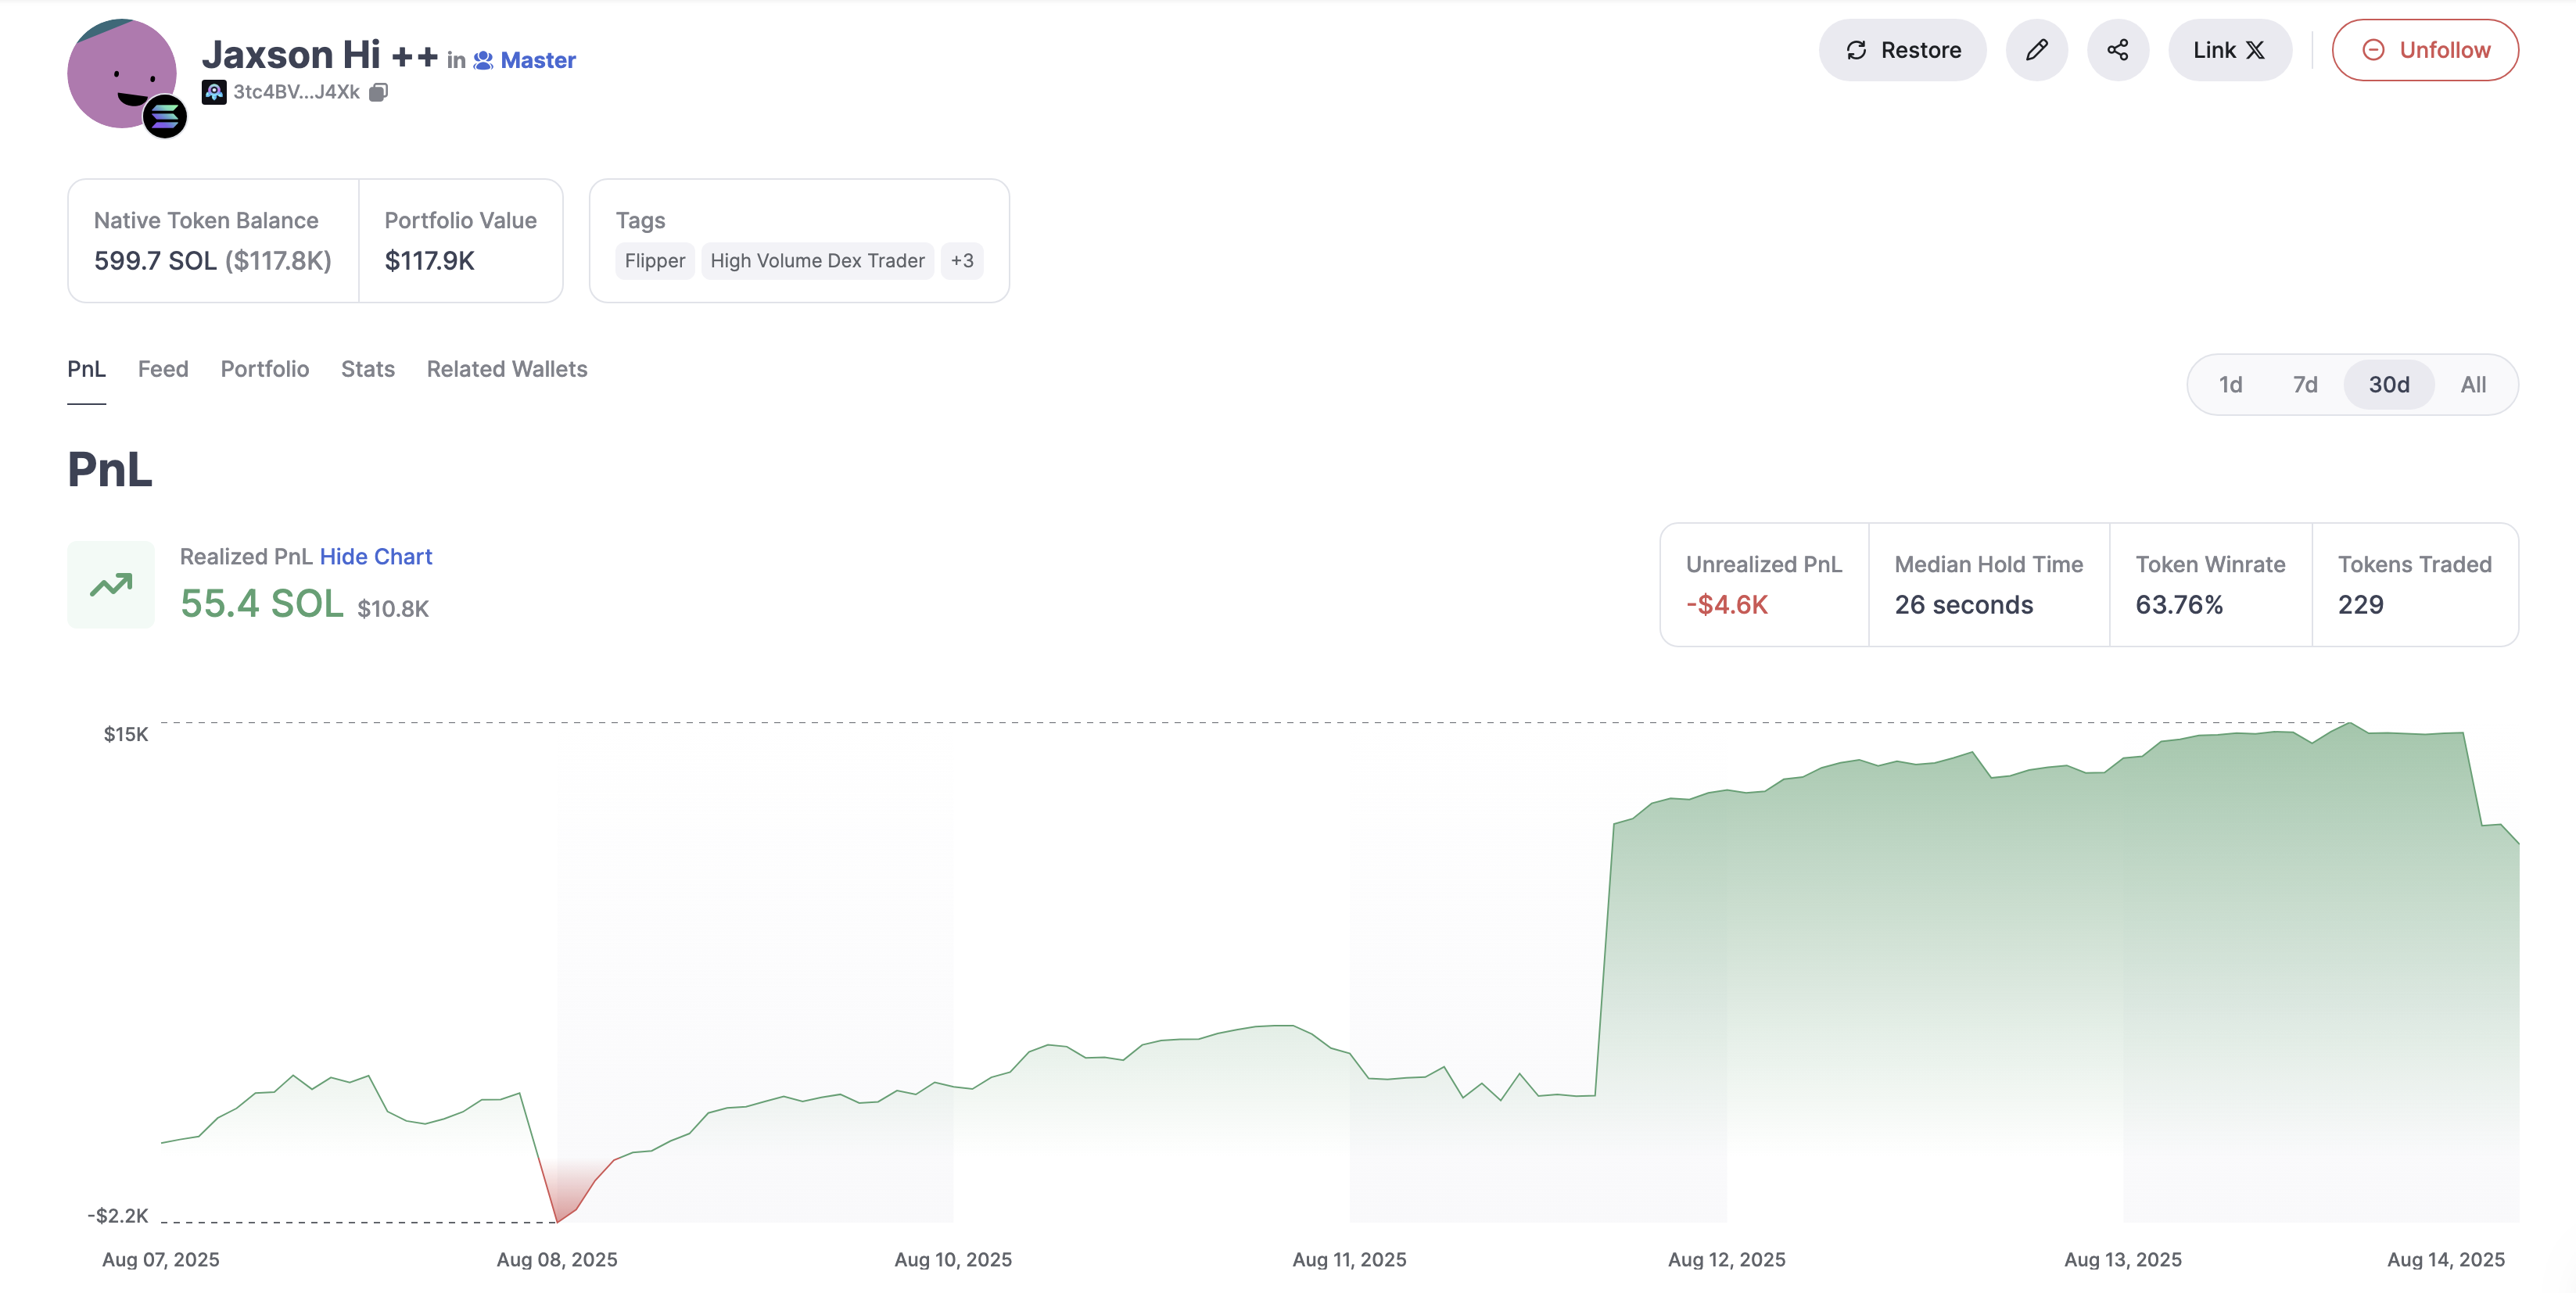 Jaxson Hi ++ in Master
3tc4BV...J4Xk
Restore
Link X
Unfollow
Native Token Balance
599.7 SOL ($117.8K)
Portfolio Value
$117.9K
Tags
Flipper High Volume Dex Trader +3
PnL Feed Portfolio Stats Related Wallets
1d 7d 30d All
PnL
Realized PnL Hide Chart
55.4 SOL $10.8K
Unrealized PnL
-$4.6K
Median Hold Time
26 seconds
Token Winrate
63.76%
Tokens Traded
229
$15K
-$2.2K
Aug 07, 2025 Aug 08, 2025 Aug 10, 2025 Aug 11, 2025 Aug 12, 2025 Aug 13, 2025 Aug 14, 2025